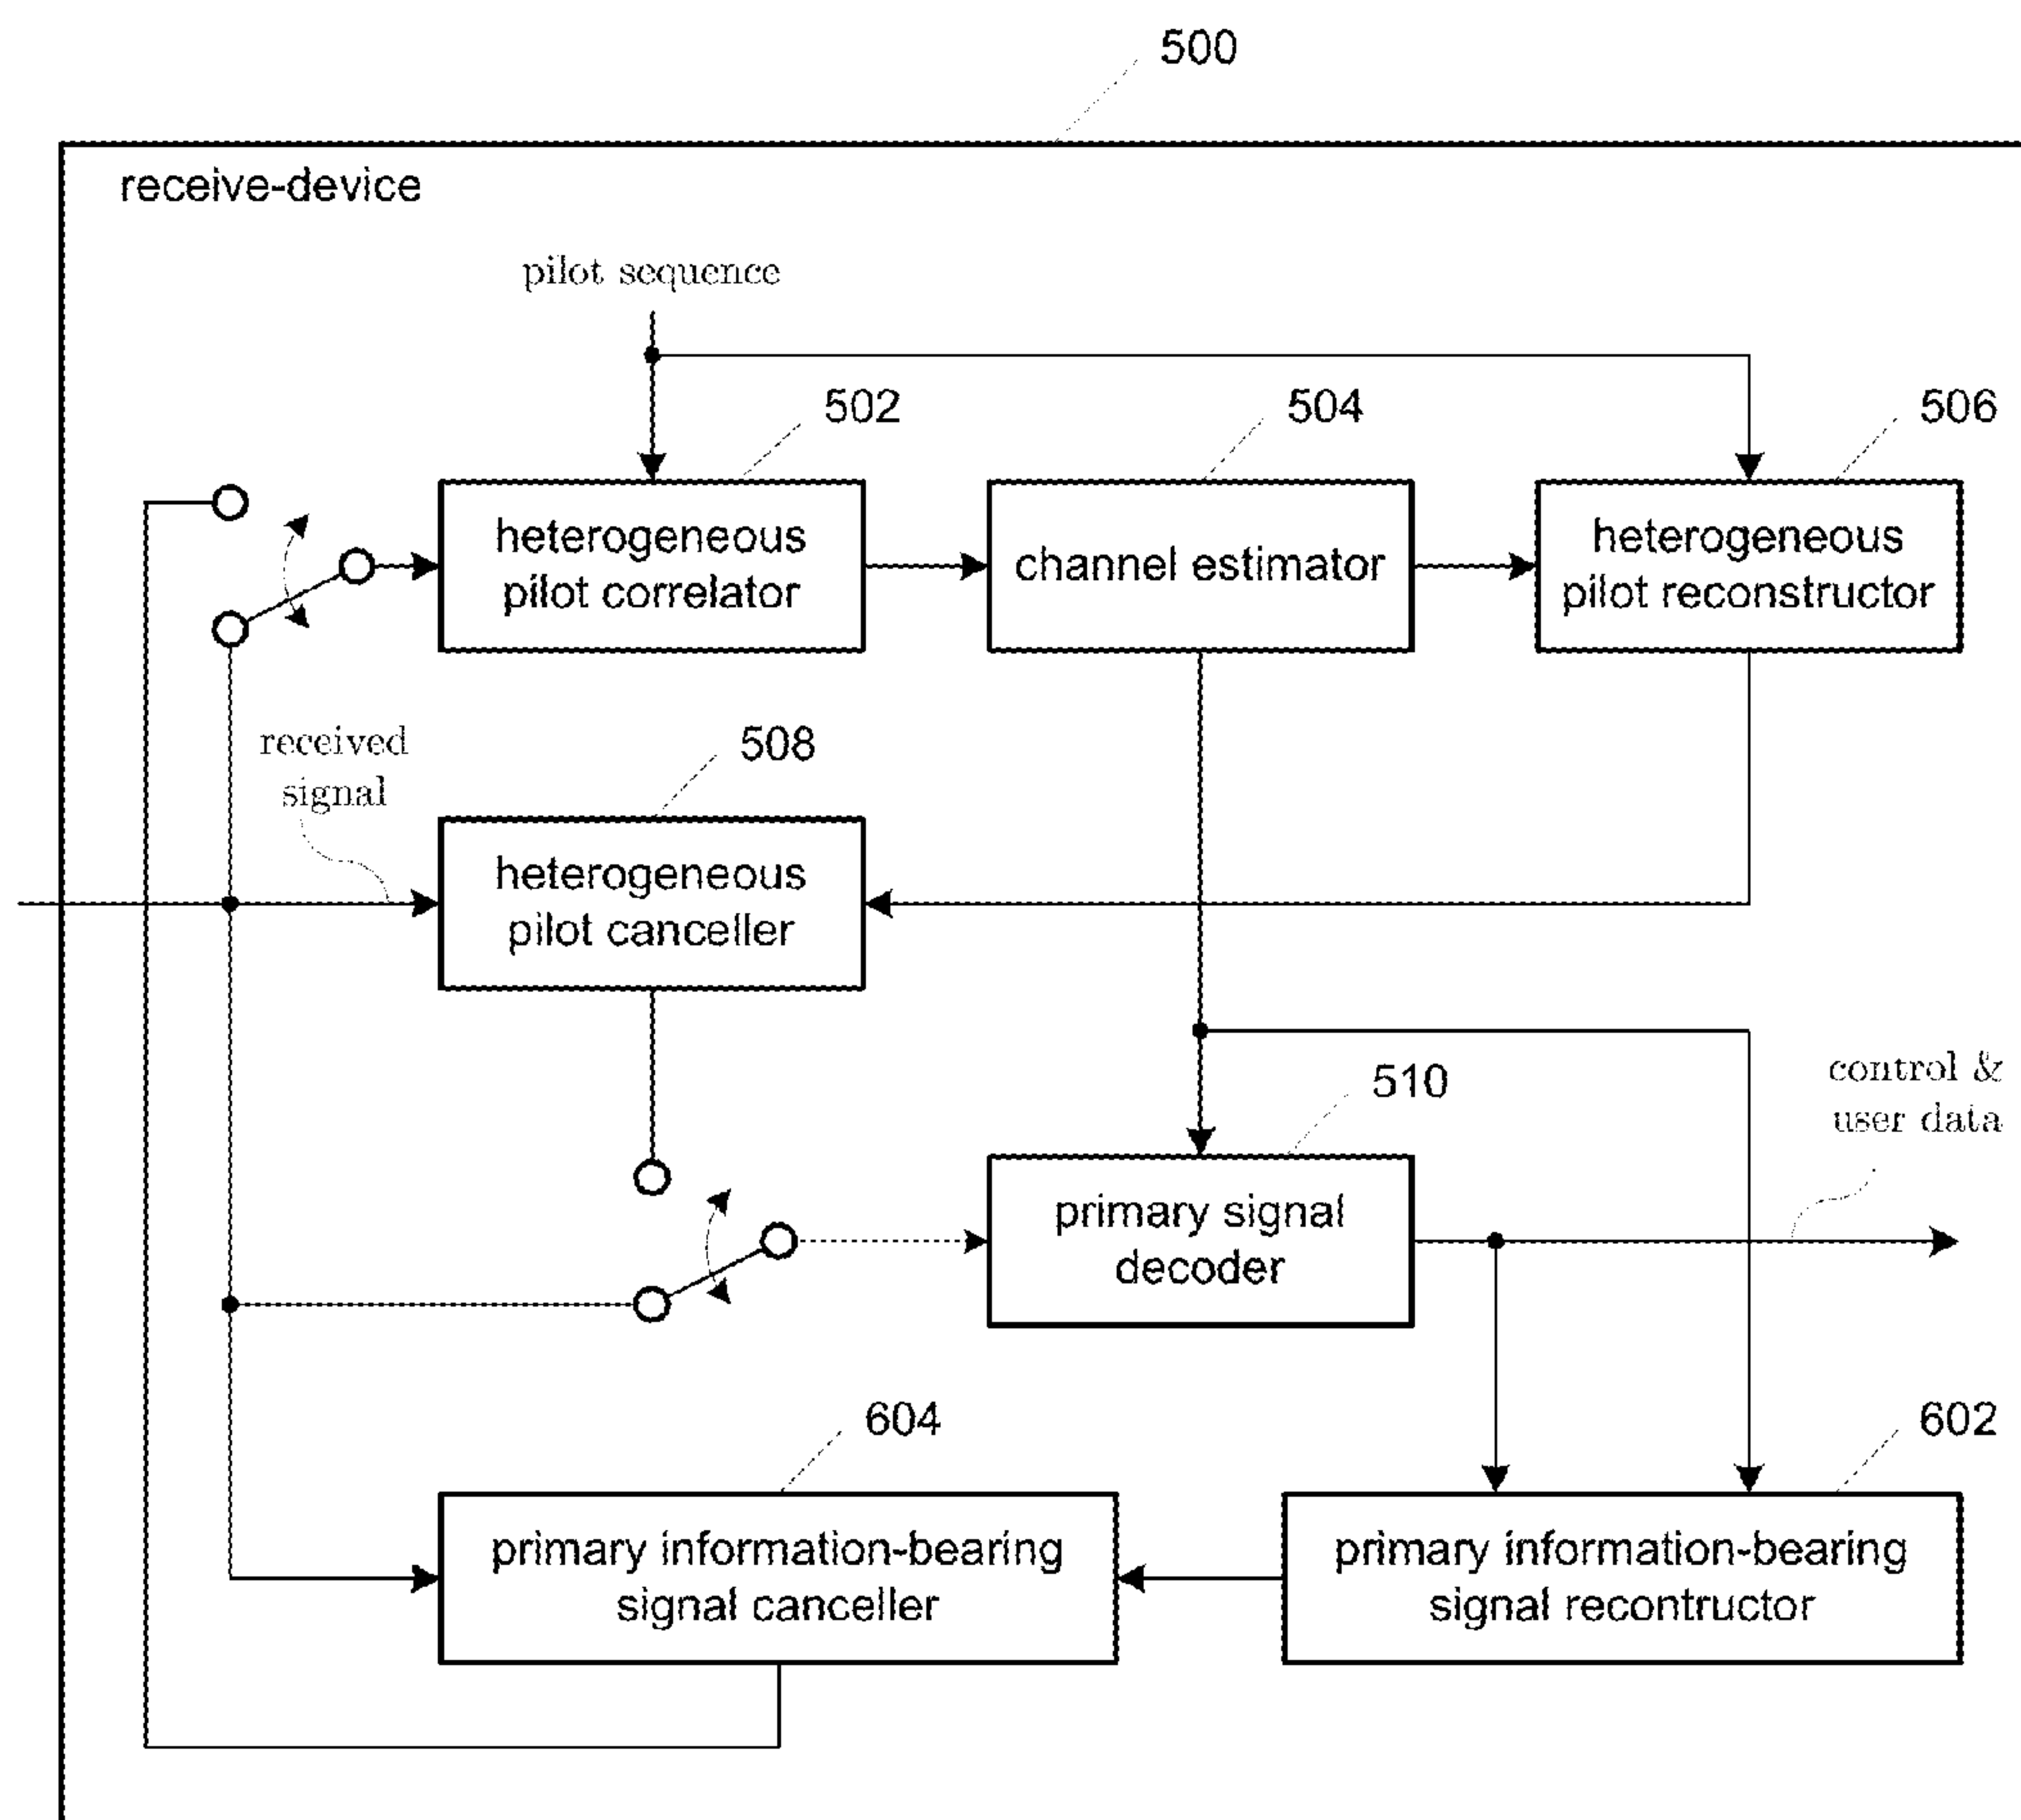 500
receive-device
pilot sequence
502
504
506
heterogeneous
pilot correlator
channel estimator
heterogeneous
pilot reconstructor
received
signal
508
heterogeneous
pilot canceller
control &
user data
510
primary signal
decoder
604
602
primary information-bearing
signal canceller
primary information-bearing
signal recontructor